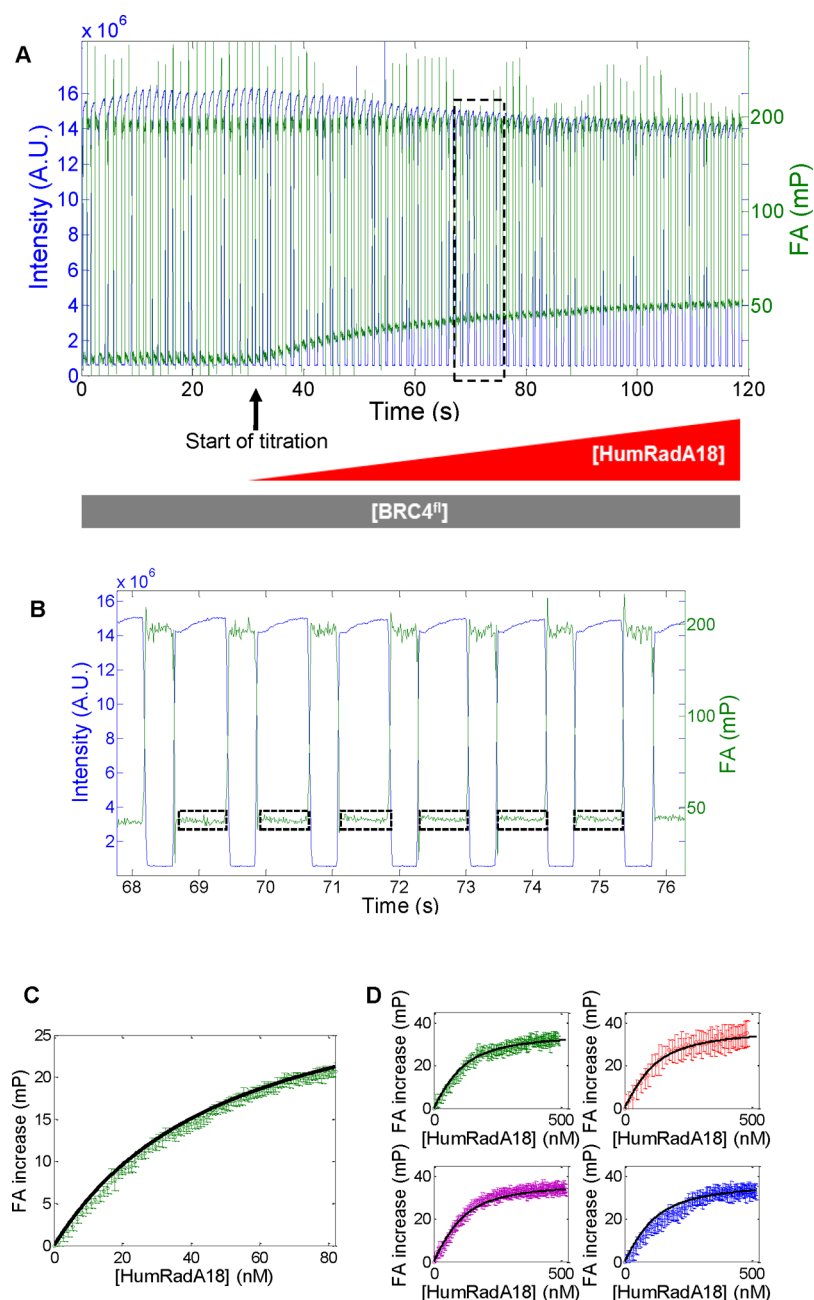 A
x 10⁶
16
14
12
10
8
6
4
2
0
Intensity (A.U.)
200
100
50
FA (mP)
0 20 40 60 80 100 120
Time (s)
Start of titration
[HumRadA18]
[BRC4ᶠˡ]
B
x 10⁶
16
14
12
10
8
6
4
2
Intensity (A.U.)
200
100
50
FA (mP)
68 69 70 71 72 73 74 75 76
Time (s)
C
25
20
15
10
5
0
FA increase (mP)
0 20 40 60 80
[HumRadA18] (nM)
D
FA increase (mP)
40
20
0
0 500
[HumRadA18] (nM)
FA increase (mP)
40
20
0
0 500
[HumRadA18] (nM)
FA increase (mP)
40
20
0
0 500
[HumRadA18] (nM)
FA increase (mP)
40
20
0
0 500
[HumRadA18] (nM)